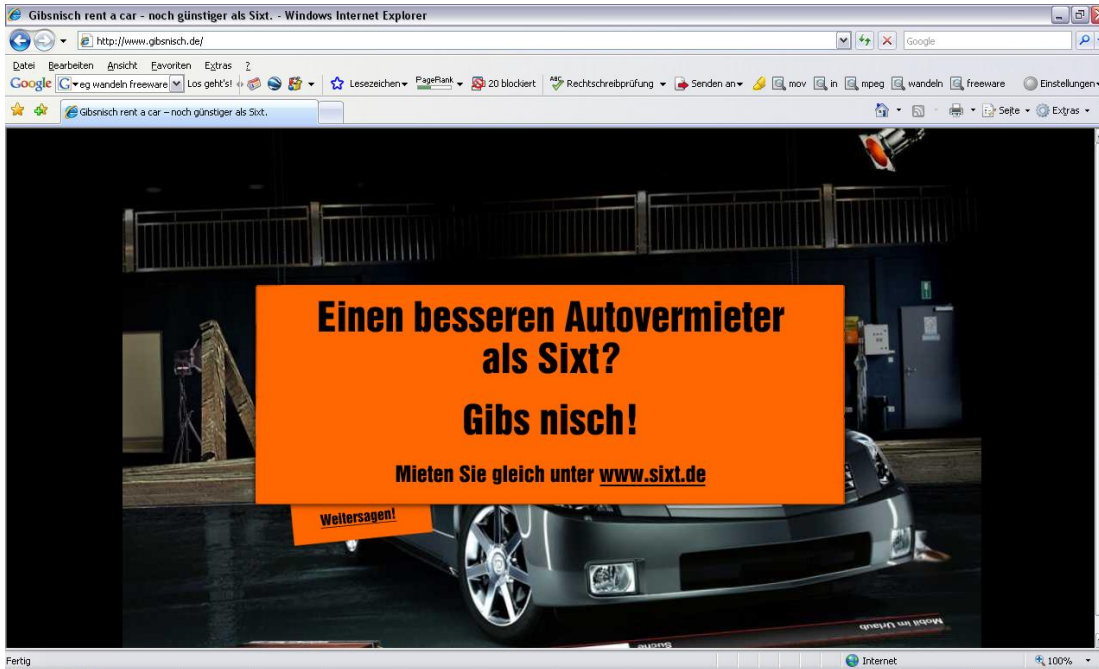 Gibsnisch rent a car - noch günstiger als Sixt. - Windows Internet Explorer
http://www.gibsnisch.de/
Google
Datei Bearbeiten Ansicht Favoriten Extras ?
Google G eg wandeln freeware Los geht's! Lesezeichen PageRank 20 blockiert ABC Rechtschreibprüfung Senden an mov in mpeg wandeln freeware Einstellungen
Gibsnisch rent a car – noch günstiger als Sixt.
Seite Extras
Einen besseren Autovermieter
als Sixt?
Gibs nisch!
Mieten Sie gleich unter www.sixt.de
Weitersagen!
Mobil im Urlaub
Suche
Fertig
Internet
100%